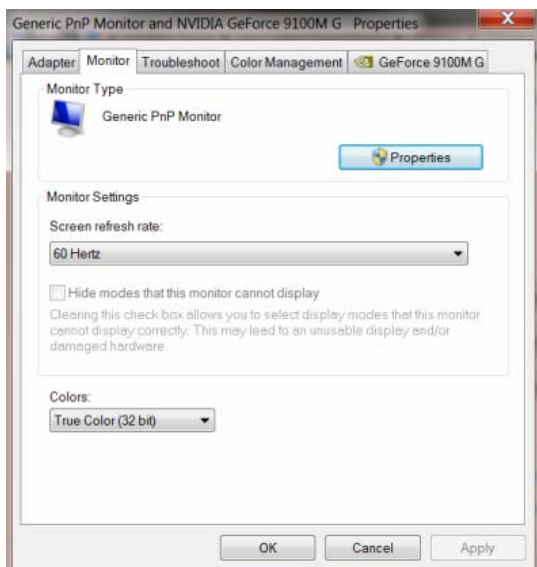 Generic PnP Monitor and NVIDIA GeForce 9100M G Properties
X
Adapter Monitor Troubleshoot Color Management GeForce 9100M G
Monitor Type
Generic PnP Monitor
Properties
Monitor Settings
Screen refresh rate:
60 Hertz
Hide modes that this monitor cannot display
Clearing this check box allows you to select display modes that this monitor
cannot display correctly. This may lead to an unusable display and/or
damaged hardware.
Colors:
True Color (32 bit)
OK Cancel Apply